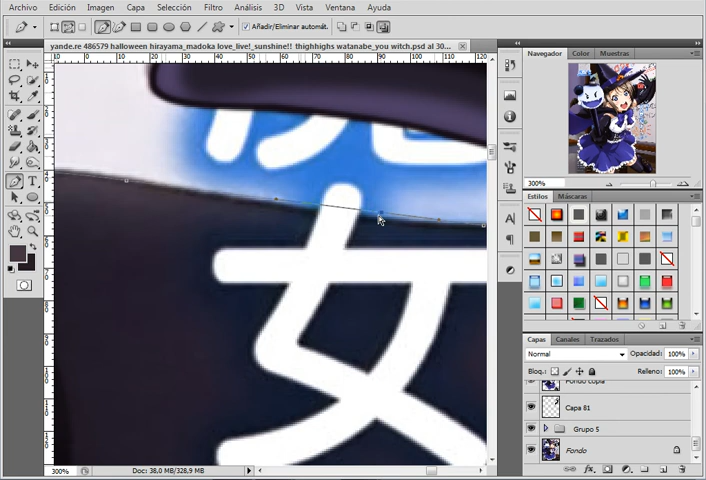 Archivo Edición Imagen Capa Selección Filtro Análisis 3D Vista Ventana Ayuda
Añadir/Eliminar automát.
yande.re 486579 halloween hirayama_madoka love_live!_sunshine!! thighhighs watanabe_you witch.psd al 30...
Navegador Color Muestras
300%
Estilos Máscaras
女
Capas Canales Trazados
Normal Opacidad: 100%
Bloq.: Relleno: 100%
Fondo copia
Capa 81
Grupo 5
Fondo
300% Doc: 38,0 MB/328,9 MB